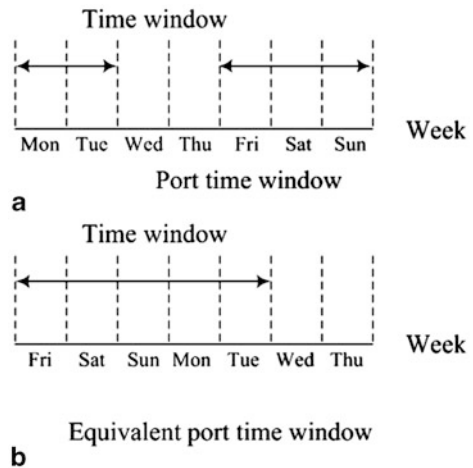 Time window
Week
Mon Tue Wed Thu Fri Sat Sun
Port time window
a
Time window
Week
Fri Sat Sun Mon Tue Wed Thu
Equivalent port time window
b